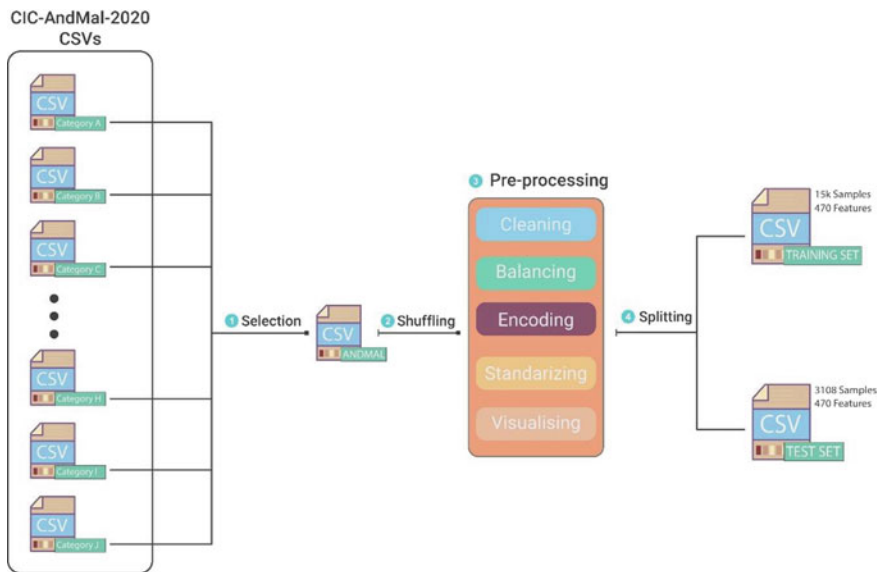 CIC-AndMal-2020
CSVs
CSV
Category A
CSV
Category B
CSV
Category C
CSV
Category H
CSV
Category I
CSV
Category J
1 Selection
CSV
ANDMAL
2 Shuffling
3 Pre-processing
Cleaning
Balancing
Encoding
Standarizing
Visualising
4 Splitting
15k Samples
470 Features
CSV
TRAINING SET
3108 Samples
470 Features
CSV
TEST SET